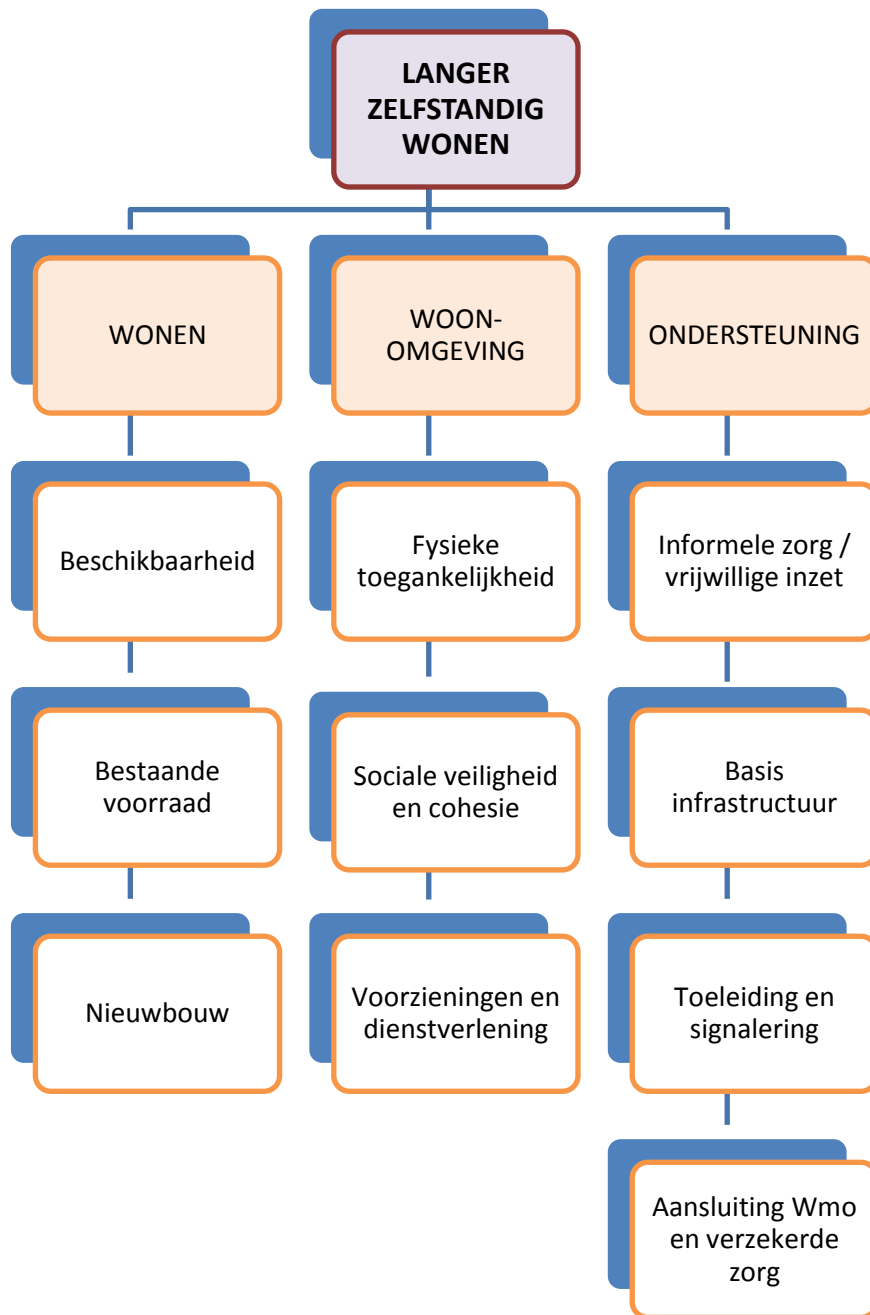 LANGER
ZELFSTANDIG
WONEN
WONEN
WOON-
OMGEVING
ONDERSTEUNING
Beschikbaarheid
Fysieke
toegankelijkheid
Informele zorg /
vrijwillige inzet
Bestaande
voorraad
Sociale veiligheid
en cohesie
Basis
infrastructuur
Nieuwbouw
Voorzieningen en
dienstverlening
Toeleiding en
signalering
Aansluiting Wmo
en verzekerde
zorg